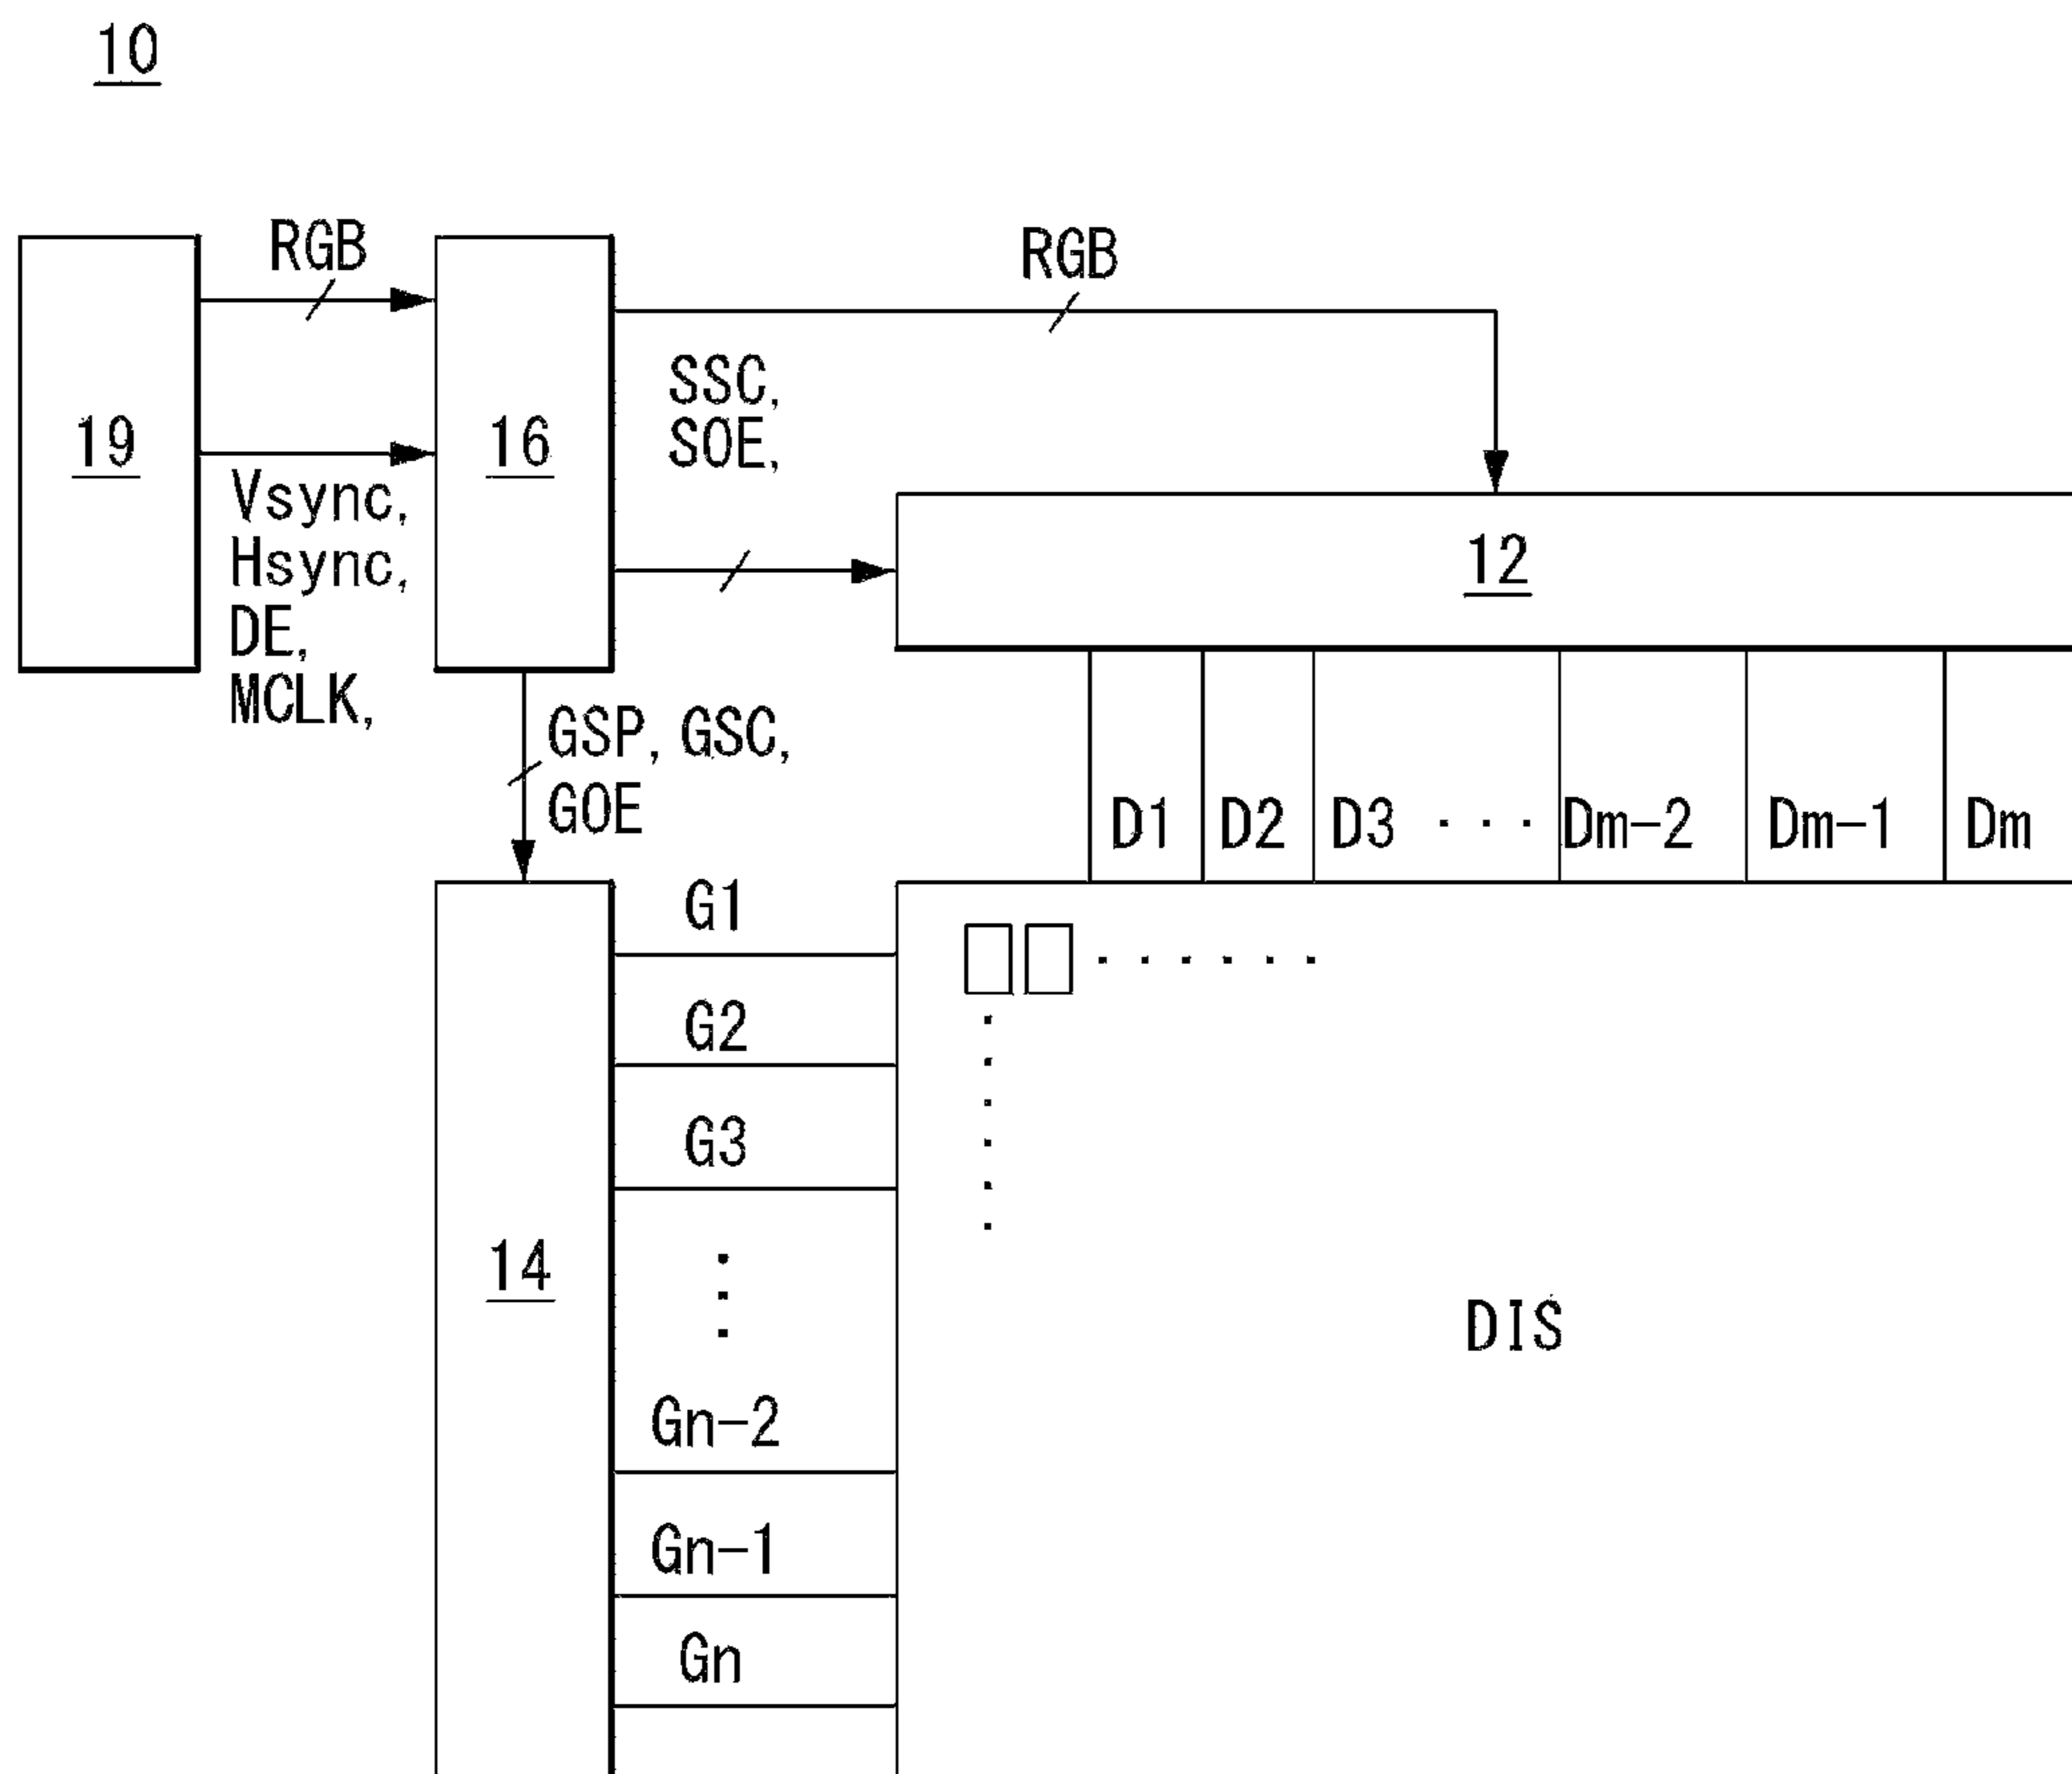 10
RGB
RGB
SSC,
SOE,
19
16
Vsync,
Hsync,
DE,
MCLK,
12
GSP, GSC,
GOE
D1 D2 D3 ... Dm-2 Dm-1 Dm
G1
G2
G3
14
DIS
Gn-2
Gn-1
Gn